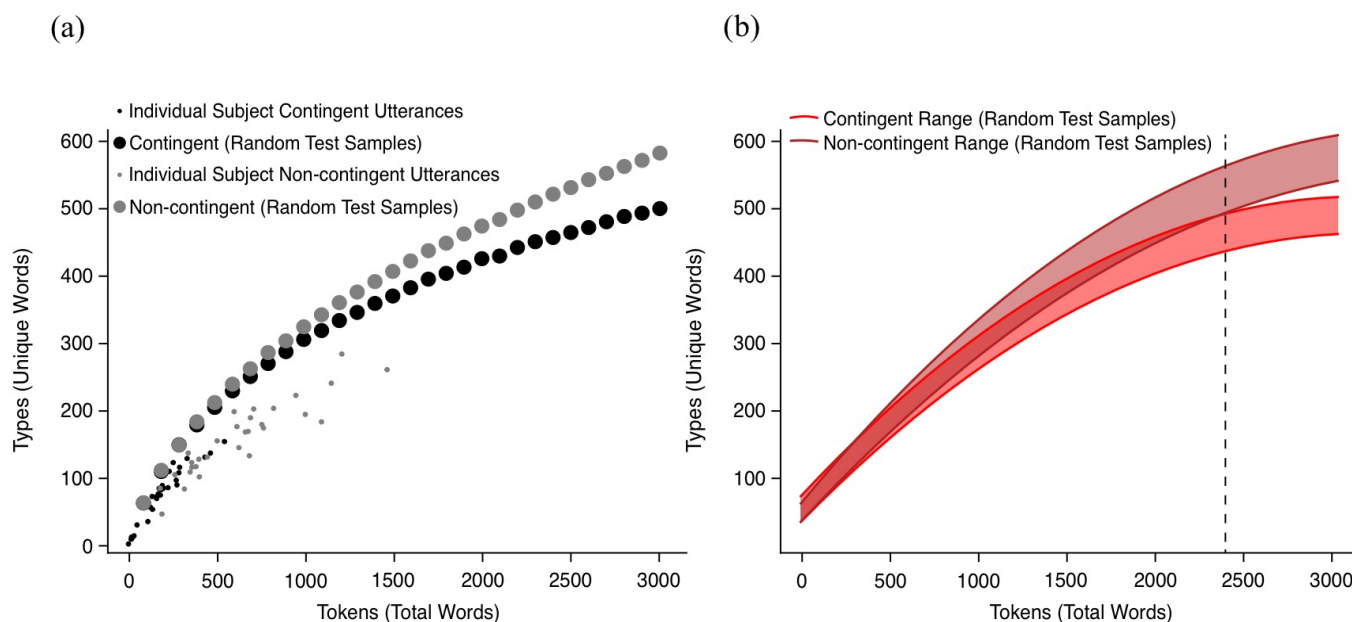 (a)
Individual Subject Contingent Utterances
Contingent (Random Test Samples)
Individual Subject Non-contingent Utterances
Non-contingent (Random Test Samples)
Types (Unique Words)
600
500
400
300
200
100
0
0 500 1000 1500 2000 2500 3000
Tokens (Total Words)
(b)
Contingent Range (Random Test Samples)
Non-contingent Range (Random Test Samples)
Types (Unique Words)
600
500
400
300
200
100
0 500 1000 1500 2000 2500 3000
Tokens (Total Words)